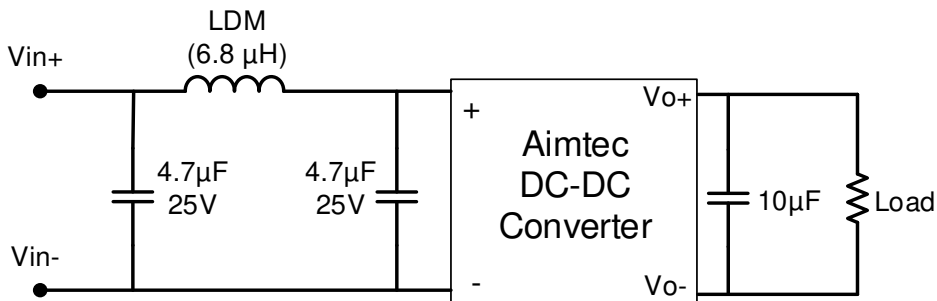 LDM
(6.8 µH)
Vin+
4.7µF
25V
4.7µF
25V
+
-
Aimtec
DC-DC
Converter
Vo+
Vo-
10µF
Load
Vin-